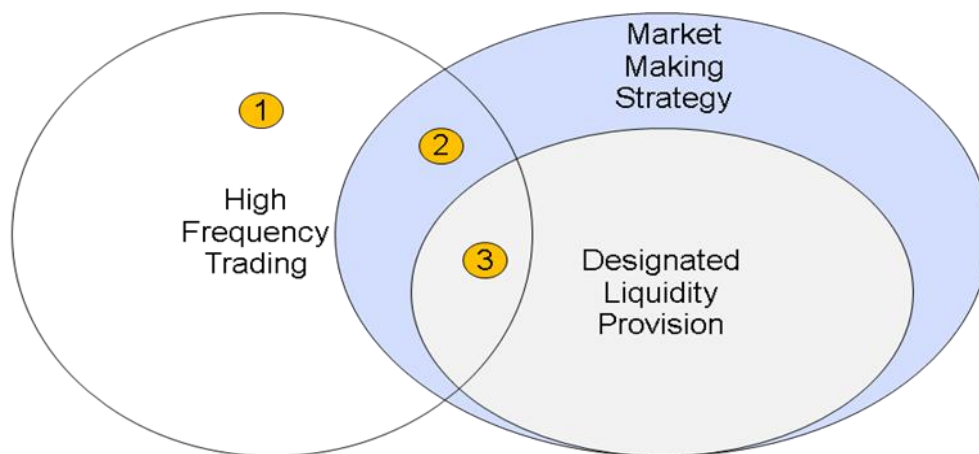 Market
Making
Strategy
1
2
High
Frequency
Trading
3
Designated
Liquidity
Provision